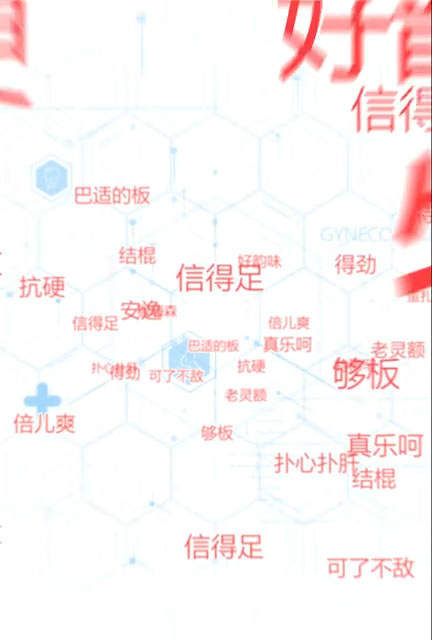 好
信得
巴适的板
GYNECO
结棍
好韵味
得劲
信得足
抗硬
安逸
信得足
倍儿爽
真乐呵
巴适的板
老灵额
抗硬
得劲
可了不敌
够板
老灵额
倍儿爽
够板
真乐呵
扑心扑肝
结棍
信得足
可了不敌